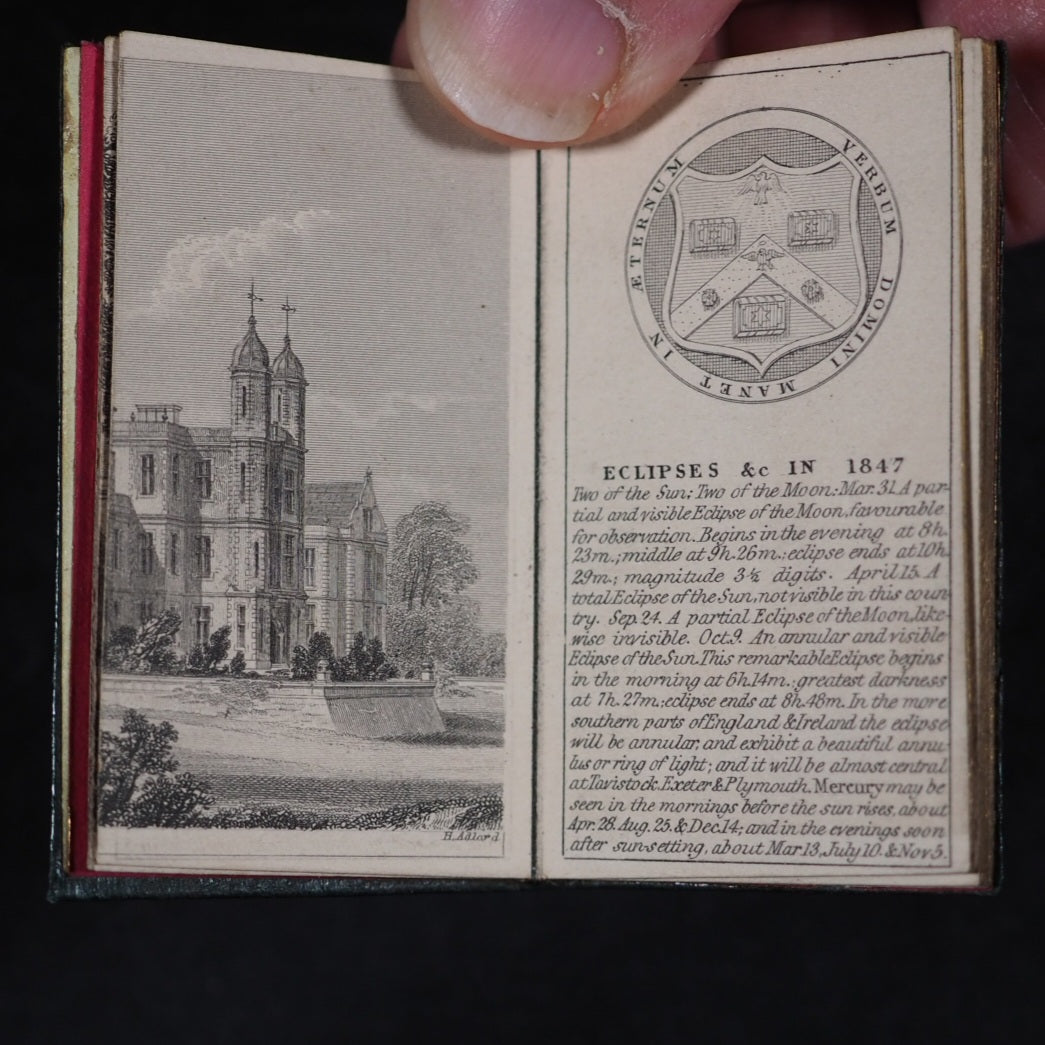 H. Adlard
VERBUM DOMINI MANET IN ÆTERNUM
ECLIPSES &c IN 1847
Two of the Sun; Two of the Moon: Mar. 31. A par-
tial and visible Eclipse of the Moon, favourable
for observation. Begins in the evening at 8h.
23m.; middle at 9h. 26m.; eclipse ends at 10h.
29m.; magnitude 3½ digits. April 15. A
total Eclipse of the Sun, not visible in this coun-
try. Sep. 24. A partial Eclipse of the Moon, like-
wise invisible. Oct. 9. An annular and visible
Eclipse of the Sun. This remarkable Eclipse begins
in the morning at 6h. 14m.; greatest darkness
at 7h. 27m.; eclipse ends at 8h. 48m. In the more
southern parts of England & Ireland the eclipse
will be annular, and exhibit a beautiful annu-
lus or ring of light; and it will be almost central
at Tavistock, Exeter & Plymouth. Mercury may be
seen in the mornings before the sun rises, about
Apr. 28. Aug. 25. & Dec. 14; and in the evenings soon
after sun-setting, about Mar 13, July 10. & Nov 5.